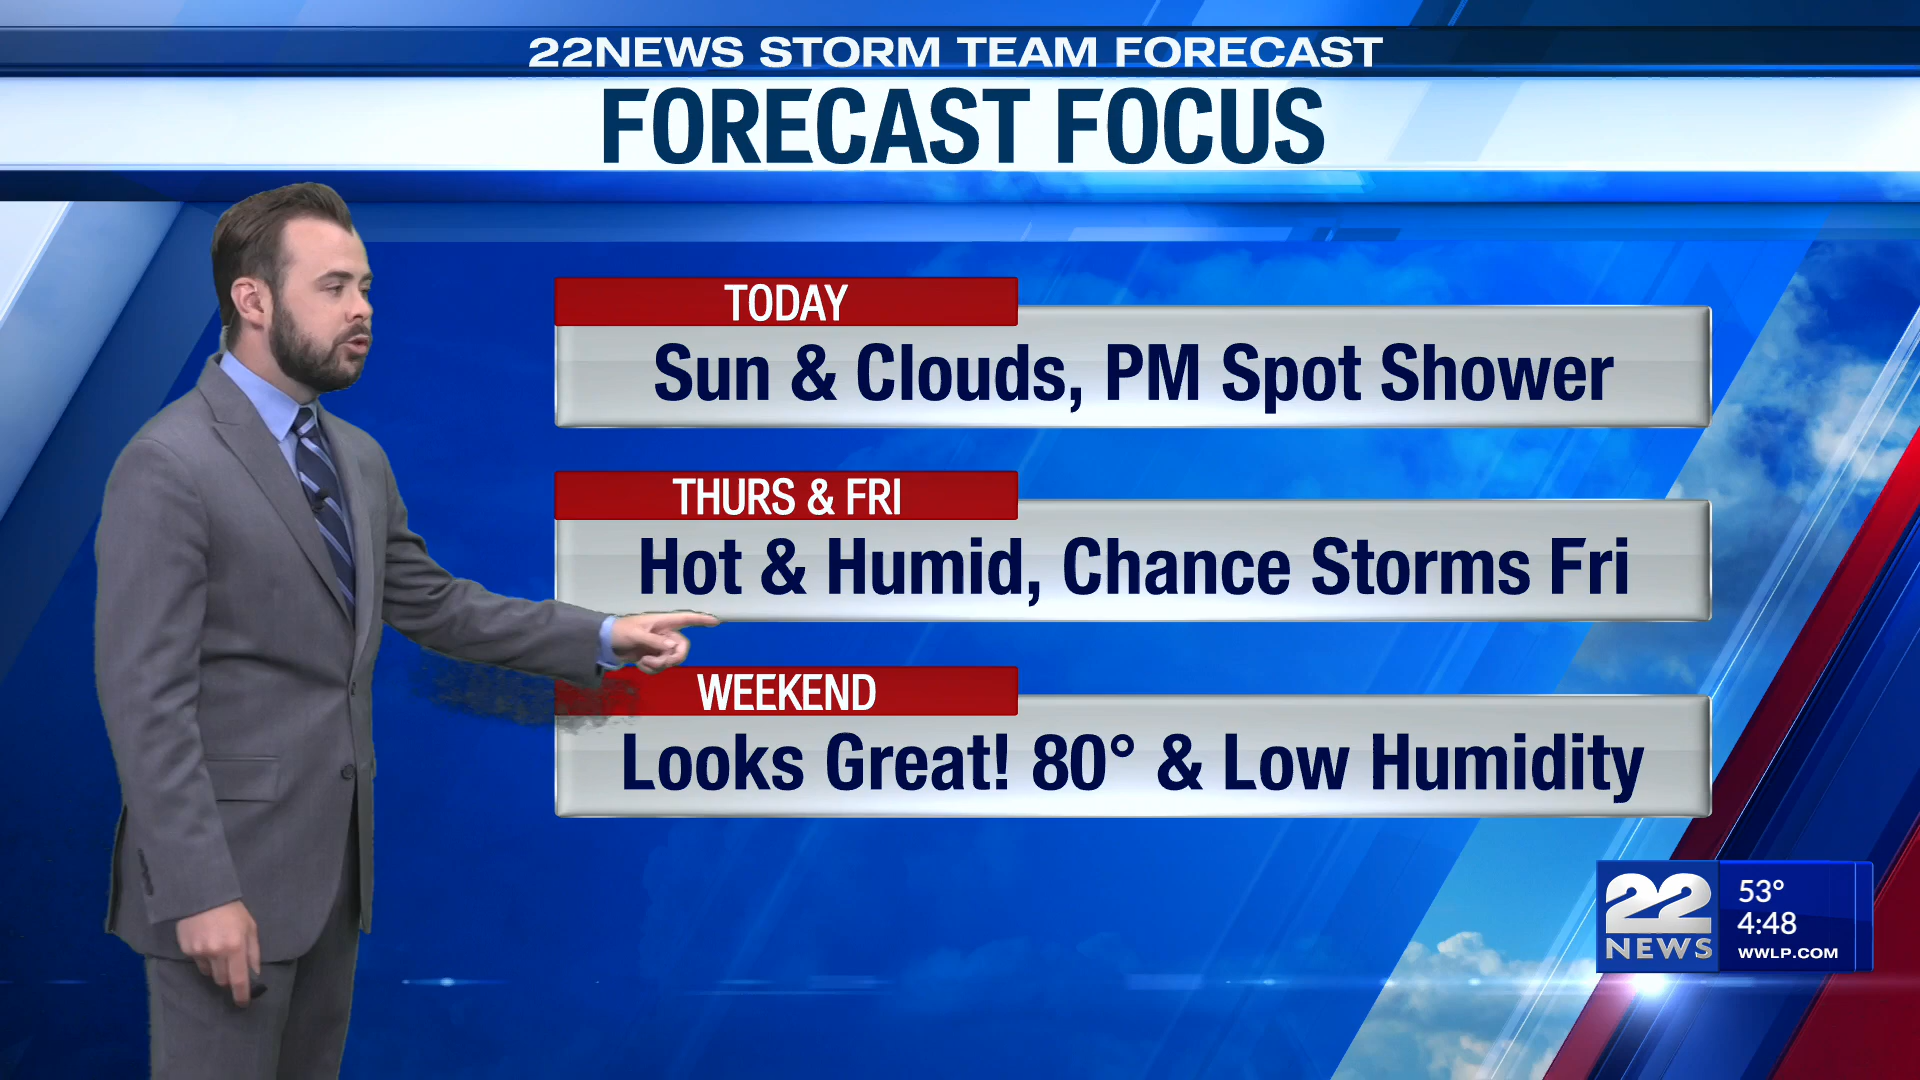 22NEWS STORM TEAM FORECAST
FORECAST FOCUS
TODAY
Sun & Clouds, PM Spot Shower
THURS & FRI
Hot & Humid, Chance Storms Fri
WEEKEND
Looks Great! 80° & Low Humidity
22
NEWS
53°
4:48
WWLP.COM